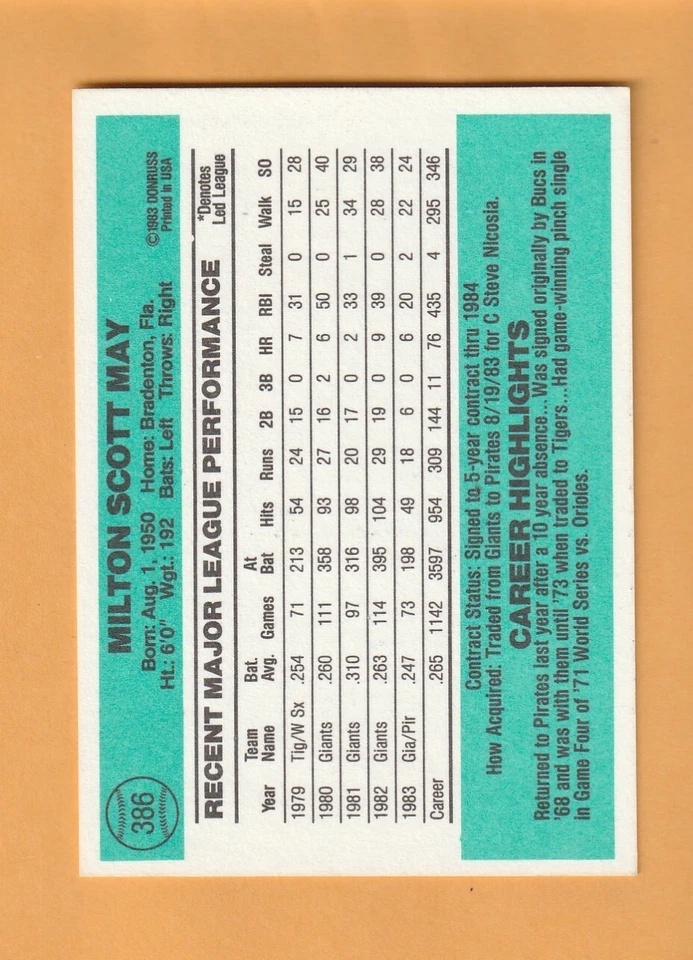 386
MILTON SCOTT MAY
Born: Aug. 1, 1950 Home: Bradenton, Fla.
Ht.: 6'0" Wgt.: 192 Bats: Left Throws: Right
©1983 DONRUSS
Printed in USA
RECENT MAJOR LEAGUE PERFORMANCE
*Denotes
Led League
Year Team Name Bat. Avg. Games At Bat Hits Runs 2B 3B HR RBI Steal Walk SO
1979 Tig/W Sx .254 71 213 54 24 15 0 7 31 0 15 28
1980 Giants .260 111 358 93 27 16 2 6 50 0 25 40
1981 Giants .310 97 316 98 20 17 0 2 33 1 34 29
1982 Giants .263 114 395 104 29 19 0 9 39 0 28 38
1983 Gia/Pir .247 73 198 49 18 6 0 6 20 2 22 24
Career .265 1142 3597 954 309 144 11 76 435 4 295 346
Contract Status: Signed to 5-year contract thru 1984
How Acquired: Traded from Giants to Pirates 8/19/83 for C Steve Nicosia.
CAREER HIGHLIGHTS
Returned to Pirates last year after a 10 year absence...Was signed originally by Bucs in
'68 and was with them until '73 when traded to Tigers...Had game-winning pinch single
in Game Four of '71 World Series vs. Orioles.